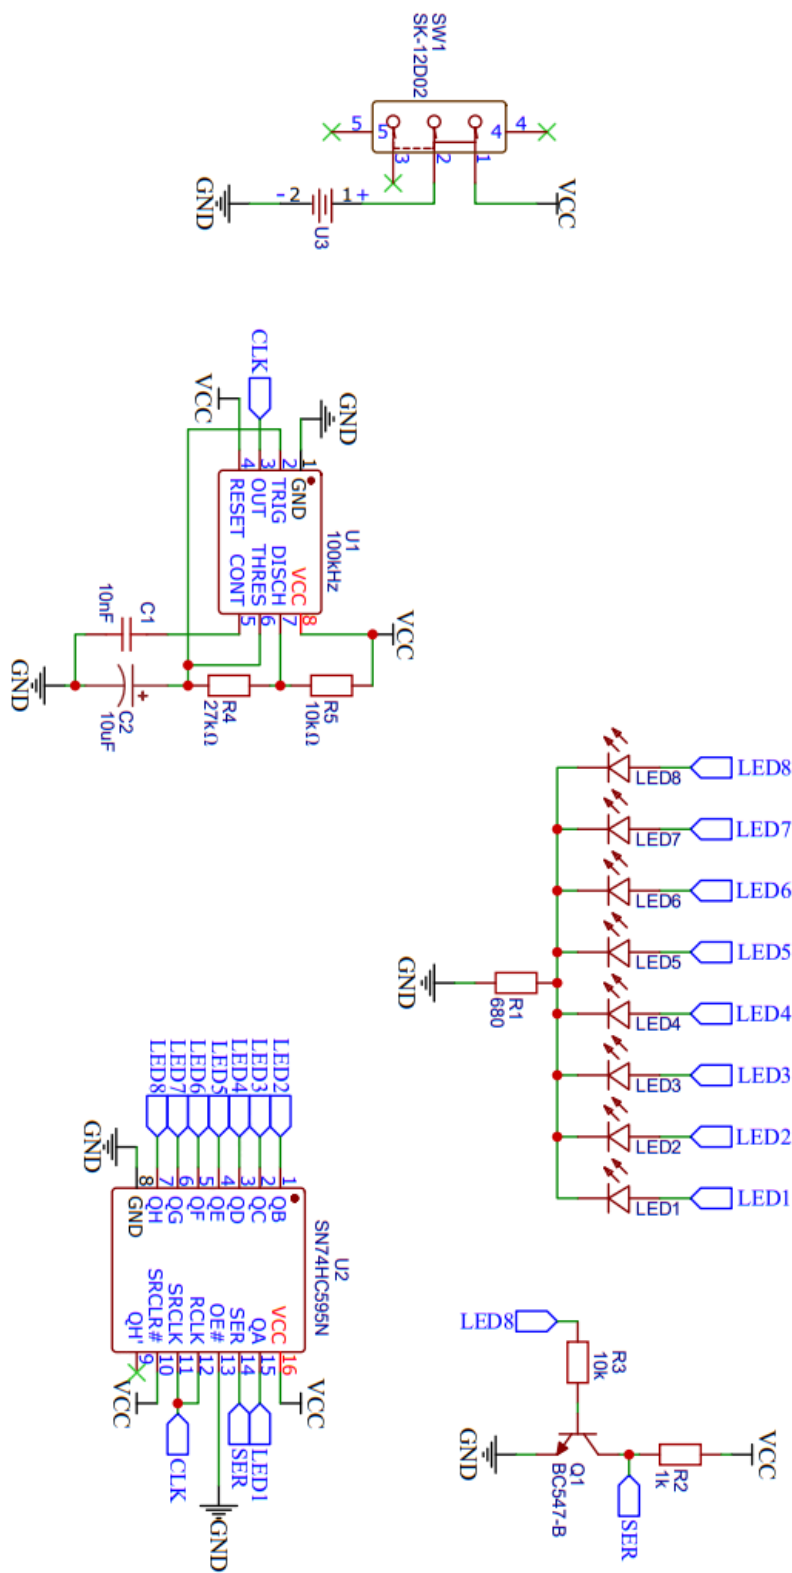 SW1
SK-12D02
5
5
4
4
3
2
1
VCC
GND
- 2
1 +
U3
CLK
VCC
GND
4
3
2
1
RESET
OUT
TRIG
GND
CONT
THRES
DISCH
VCC
U1
100kHz
5
6
7
8
VCC
C1
10nF
GND
C2
10uF
R4
27kΩ
R5
10kΩ
LED8
LED8
LED7
LED7
LED6
LED6
LED5
LED5
LED4
LED4
LED3
LED3
LED2
LED2
LED1
LED1
GND
R1
680
LED8
LED7
LED6
LED5
LED4
LED3
LED2
GND
8
7
6
5
4
3
2
1
GND
QH
QG
QF
QE
QD
QC
QB
U2
SN74HC595N
QH'
SRCLR#
SRCLK
RCLK
OE#
SER
QA
VCC
9
10
11
12
13
14
15
16
VCC
CLK
GND
SER
LED1
VCC
LED8
R3
10k
GND
Q1
BC547-B
R2
1k
VCC
SER